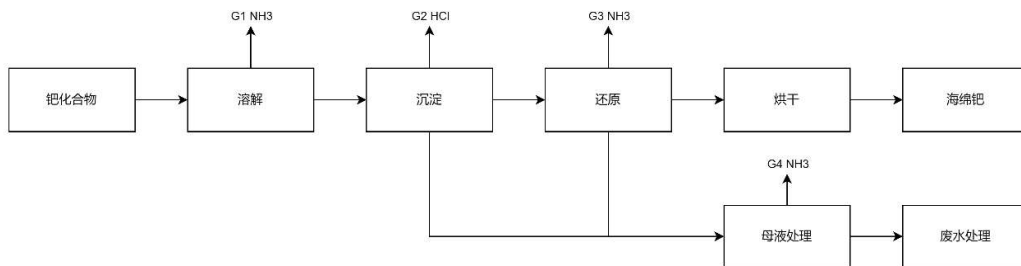 G1 NH3
G2 HCl
G3 NH3
钯化合物
溶解
沉淀
还原
烘干
海绵钯
G4 NH3
母液处理
废水处理